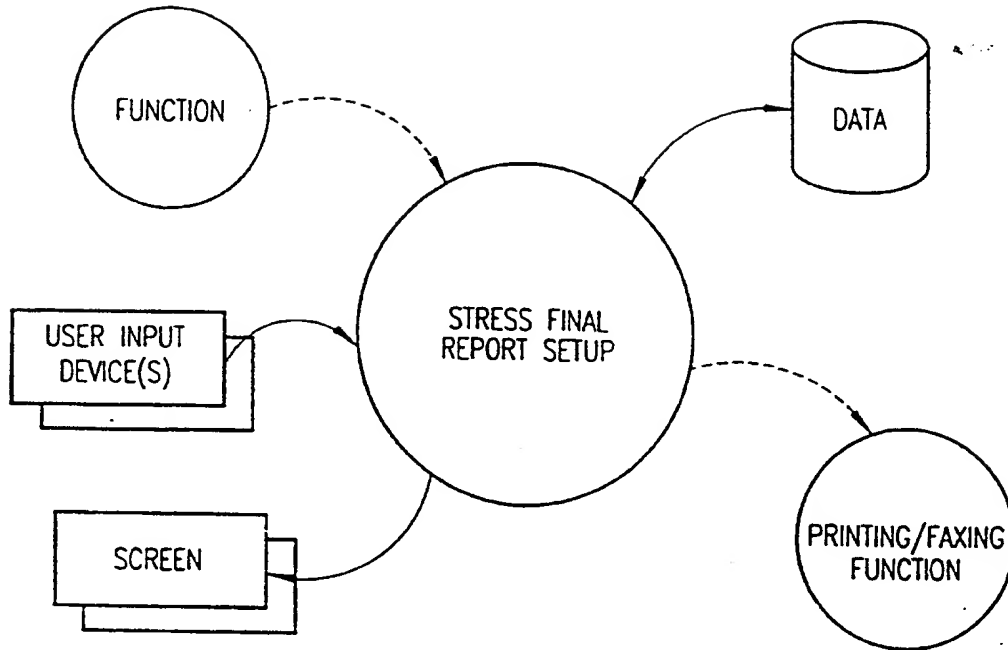 FUNCTION
DATA
STRESS FINAL
REPORT SETUP
USER INPUT
DEVICE(S)
SCREEN
PRINTING/FAXING
FUNCTION